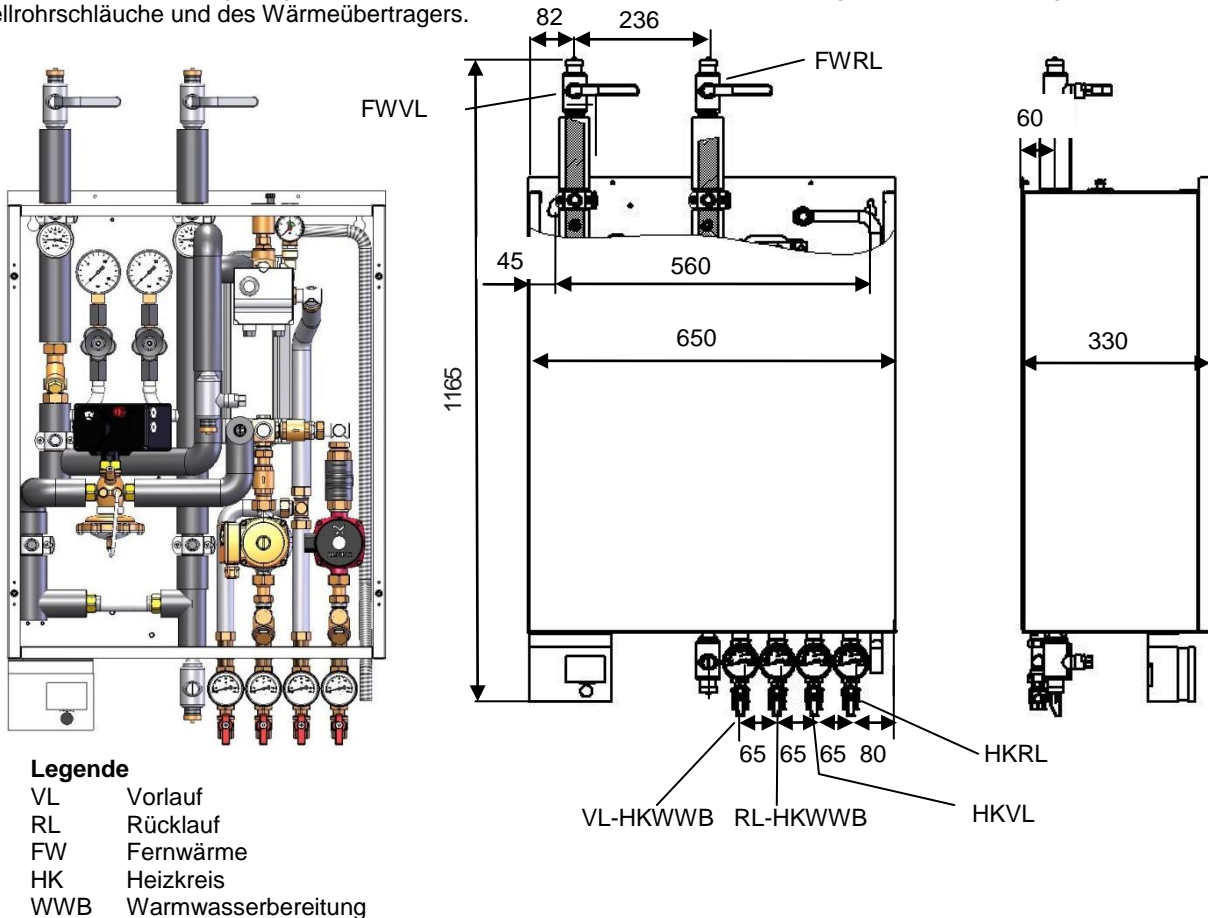 ellrohrschläuche und des Wärmeübertragers.
82
236
FWRL
FWVL
60
45
560
650
330
1165
65 65 65 80
HKRL
VL-HKWWB RL-HKWWB HKVL
Legende
VL Vorlauf
RL Rücklauf
FW Fernwärme
HK Heizkreis
WWB Warmwasserbereitung